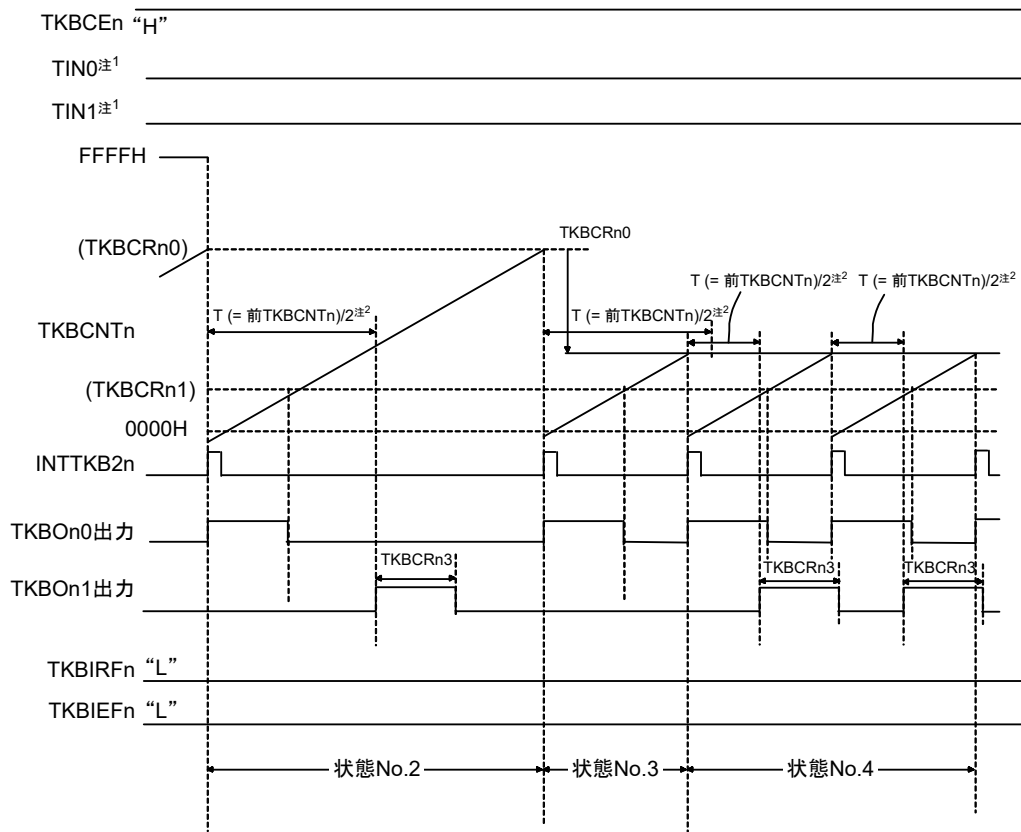 TKBCEn “H”
TIN0注1
TIN1注1
FFFFH
(TKBCRn0)
TKBCRn0
T (= 前TKBCNTn)/2注2
T (= 前TKBCNTn)/2注2
T (= 前TKBCNTn)/2注2
T (= 前TKBCNTn)/2注2
TKBCNTn
(TKBCRn1)
0000H
INTTKB2n
TKBOn0出力
TKBCRn3
TKBCRn3
TKBCRn3
TKBOn1出力
TKBIRFn “L”
TKBIEFn “L”
状態No.2
状態No.3
状態No.4